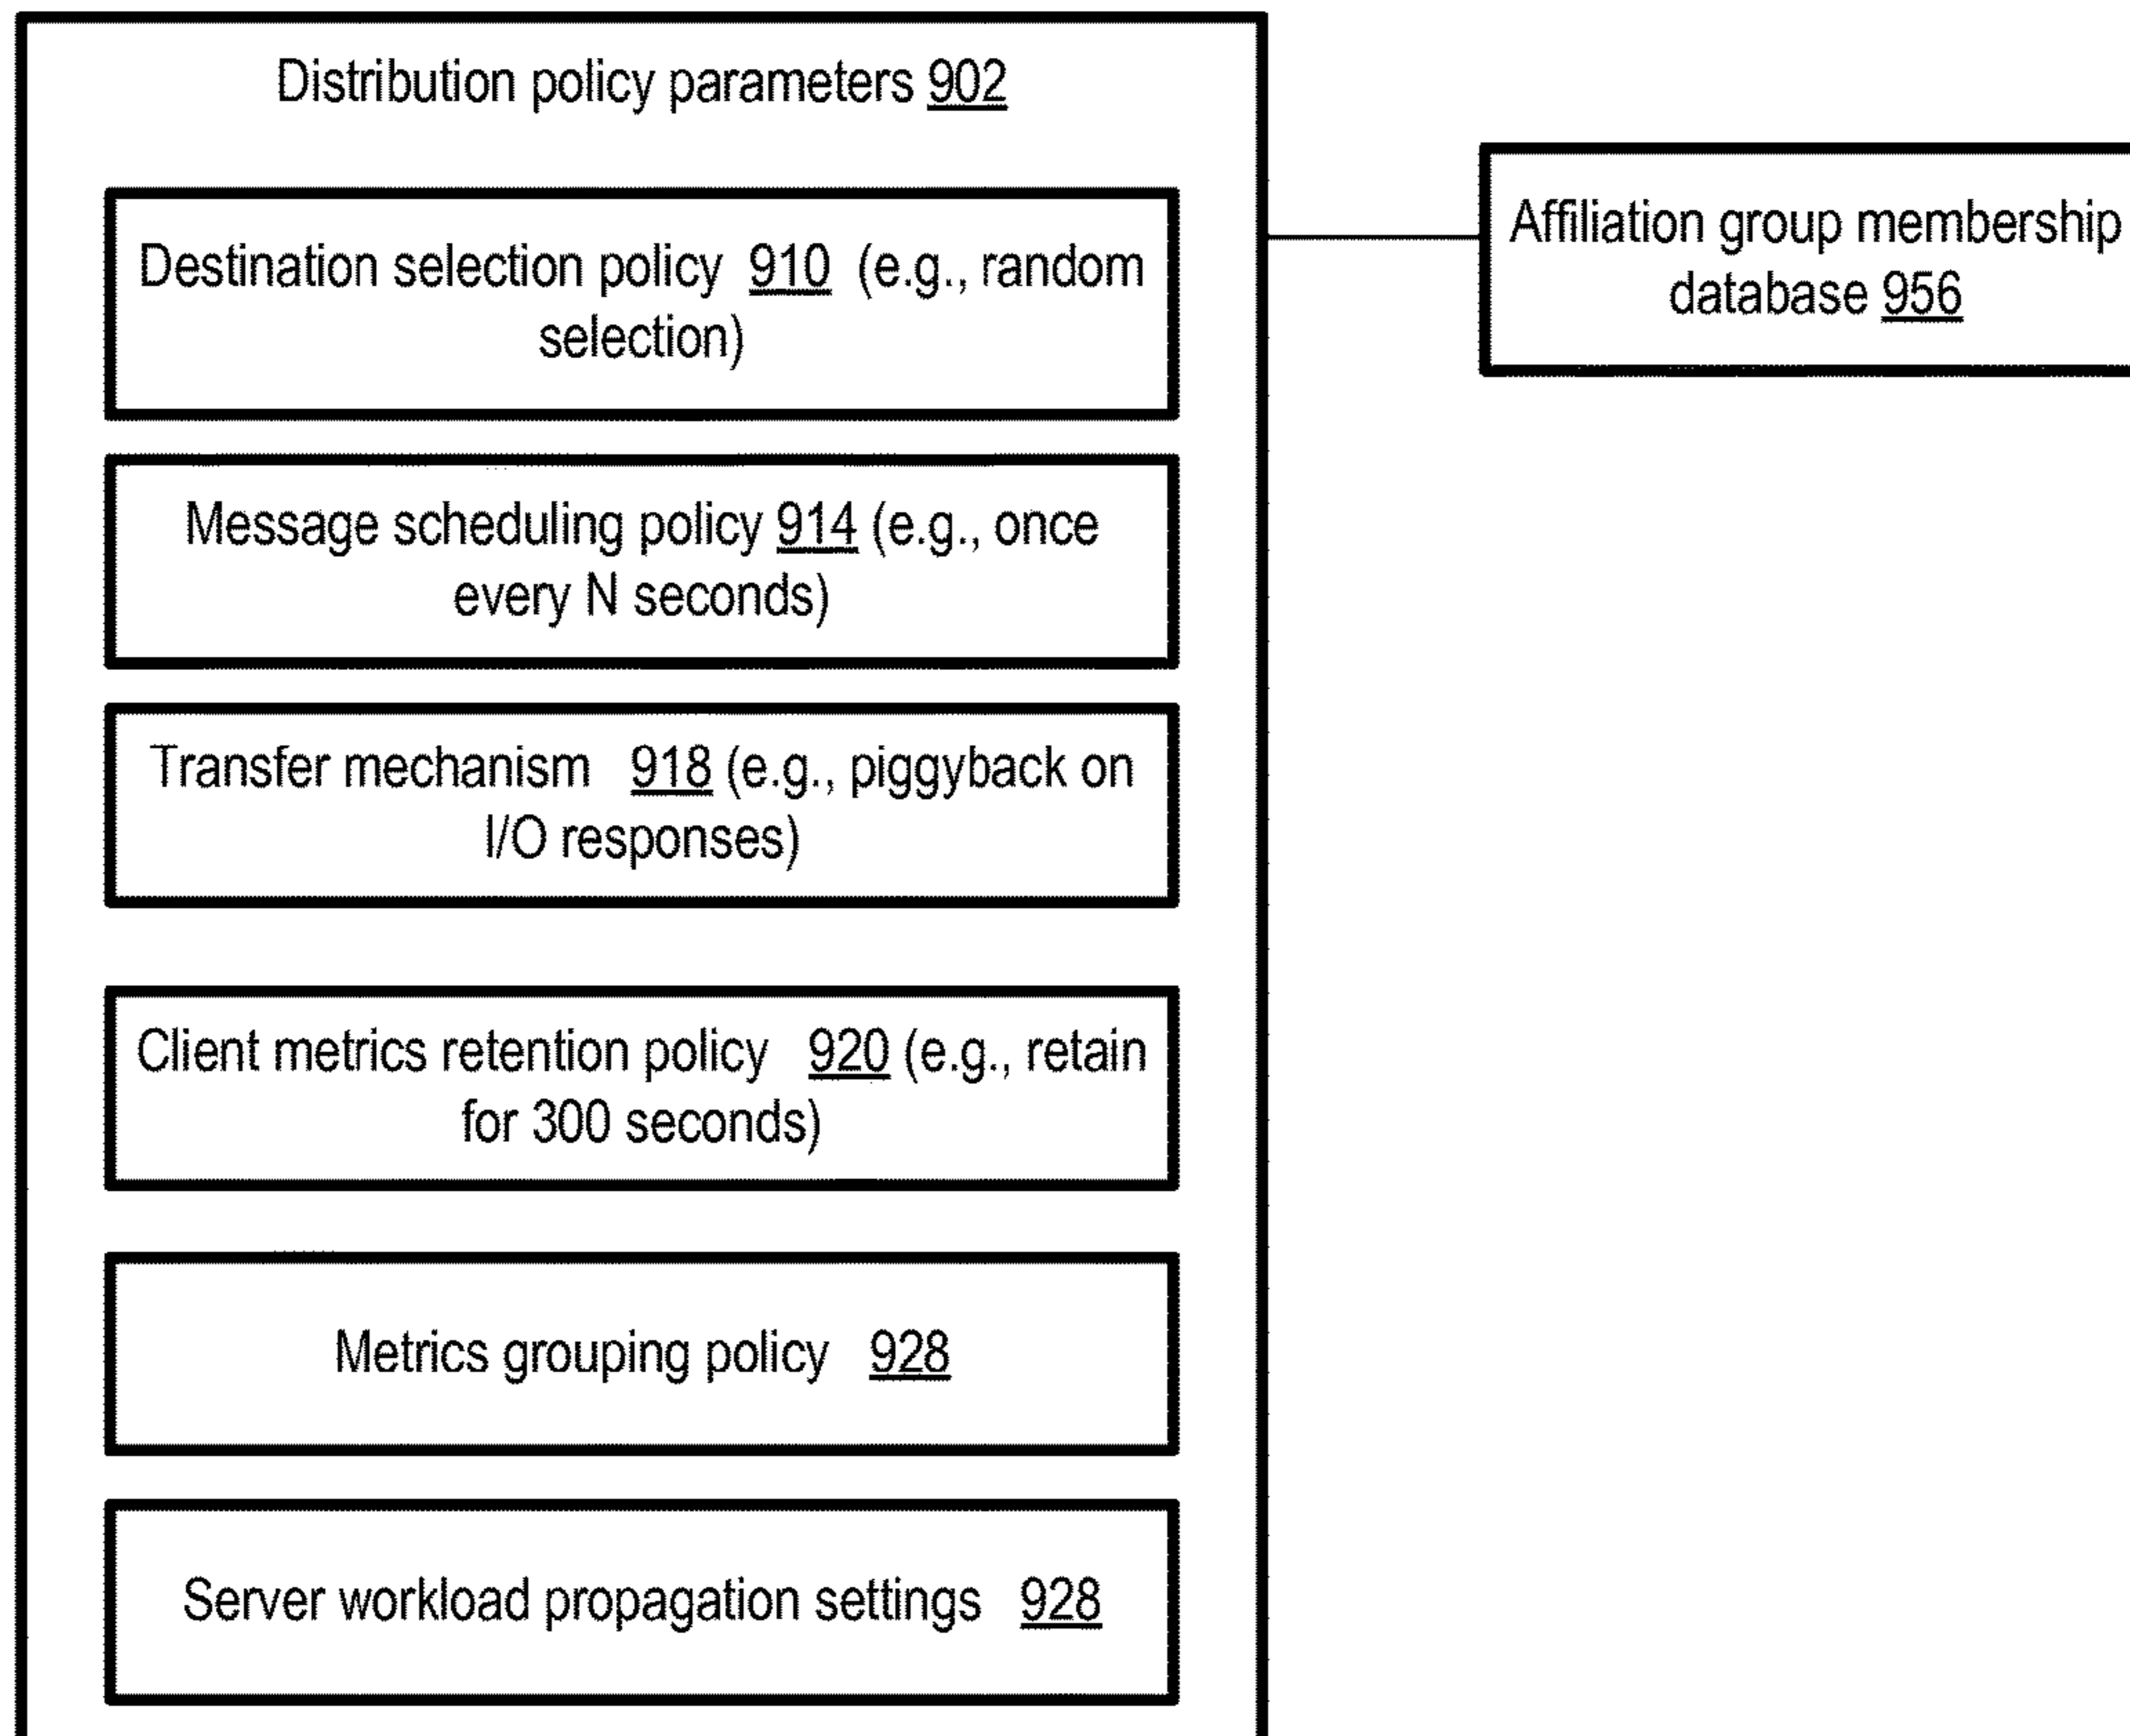 Distribution policy parameters 902
Destination selection policy 910 (e.g., random
selection)
Message scheduling policy 914 (e.g., once
every N seconds)
Transfer mechanism 918 (e.g., piggyback on
I/O responses)
Client metrics retention policy 920 (e.g., retain
for 300 seconds)
Metrics grouping policy 928
Server workload propagation settings 928
Affiliation group membership
database 956